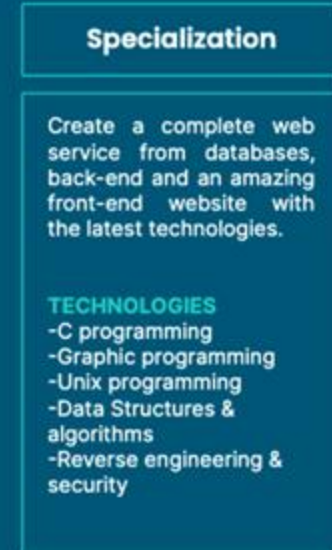 Specialization
Create a complete web
service from databases,
back-end and an amazing
front-end website with
the latest technologies.
TECHNOLOGIES
-C programming
-Graphic programming
-Unix programming
-Data Structures &
algorithms
-Reverse engineering &
security